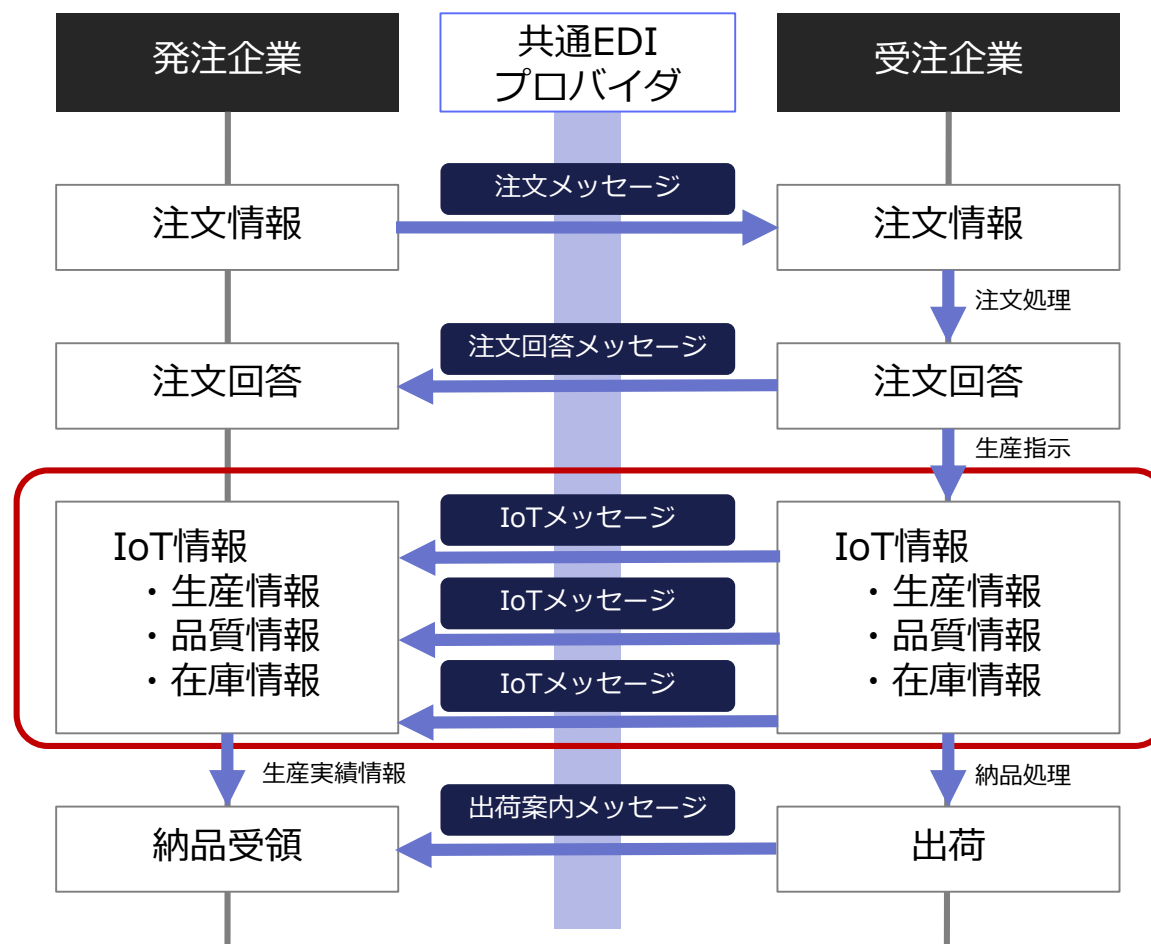 発注企業
共通EDI
プロバイダ
受注企業
注文メッセージ
注文情報
注文情報
注文処理
注文回答メッセージ
注文回答
注文回答
生産指示
IoT情報
・生産情報
・品質情報
・在庫情報
IoTメッセージ
IoTメッセージ
IoTメッセージ
IoT情報
・生産情報
・品質情報
・在庫情報
生産実績情報
納品処理
出荷案内メッセージ
納品受領
出荷